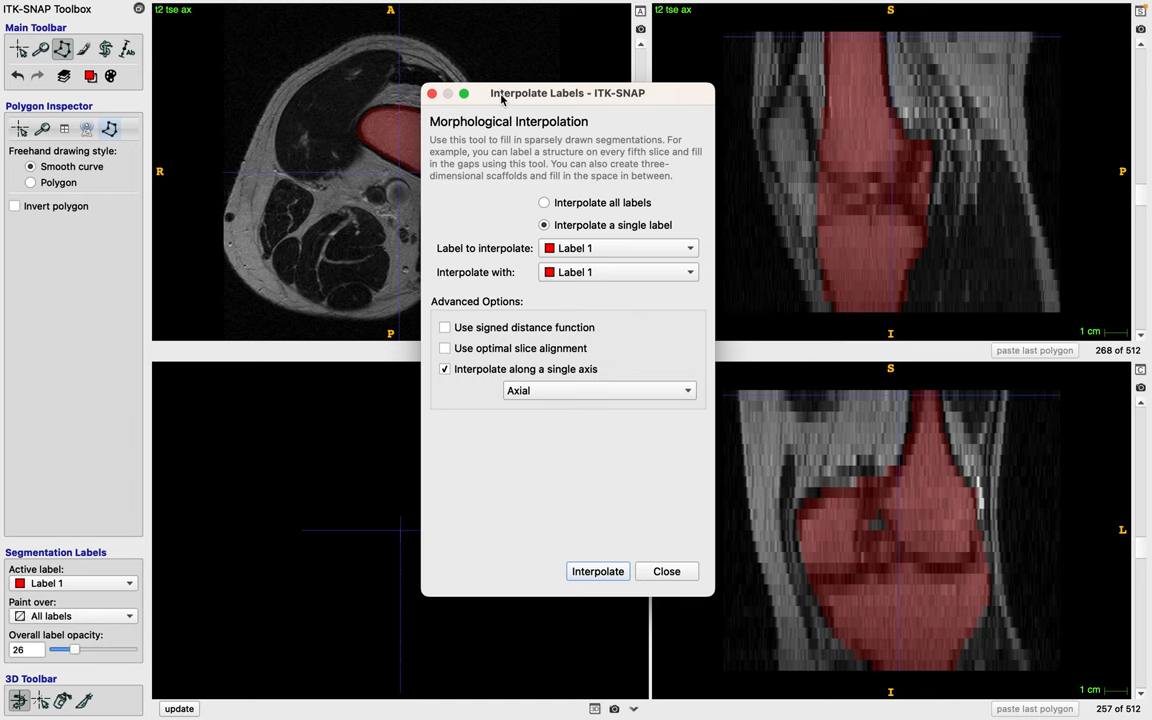 ITK-SNAP Toolbox
Main Toolbar
Ab
Polygon Inspector
Freehand drawing style:
Smooth curve
Polygon
Invert polygon
Segmentation Labels
Active label:
Label 1
Paint over:
All labels
Overall label opacity:
26
3D Toolbar
t2 tse ax
A
R
P
update
3D
Interpolate Labels - ITK-SNAP
Morphological Interpolation
Use this tool to fill in sparsely drawn segmentations. For
example, you can label a structure on every fifth slice and fill
in the gaps using this tool. You can also create three-
dimensional scaffolds and fill in the space in between.
Interpolate all labels
Interpolate a single label
Label to interpolate: Label 1
Interpolate with: Label 1
Advanced Options:
Use signed distance function
Use optimal slice alignment
Interpolate along a single axis
Axial
Interpolate Close
A
t2 tse ax
S
P
I
1 cm
S
paste last polygon 268 of 512
S
L
I
1 cm
C
paste last polygon 257 of 512